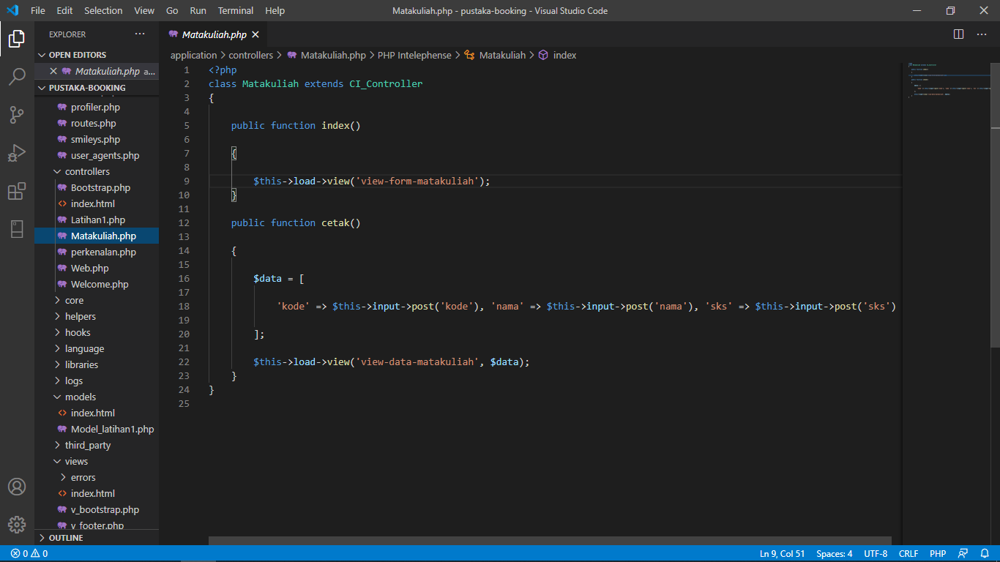 File Edit Selection View Go Run Terminal Help
Matakuliah.php - pustaka-booking - Visual Studio Code
EXPLORER
OPEN EDITORS
Matakuliah.php a...
PUSTAKA-BOOKING
profiler.php
routes.php
smileys.php
user_agents.php
controllers
Bootstrap.php
index.html
Latihan1.php
Matakuliah.php
perkenalan.php
Web.php
Welcome.php
core
helpers
hooks
language
libraries
logs
models
index.html
Model_latihan1.php
third_party
views
errors
index.html
v_bootstrap.php
v_footer.php
OUTLINE
Matakuliah.php
application > controllers > Matakuliah.php > PHP Intelephense > Matakuliah > index
1 <?php
2 class Matakuliah extends CI_Controller
3 {
4
5 public function index()
6
7 {
8
9 $this->load->view('view-form-matakuliah');
10 }
11
12 public function cetak()
13
14 {
15
16 $data = [
17
18 'kode' => $this->input->post('kode'), 'nama' => $this->input->post('nama'), 'sks' => $this->input->post('sks')
19
20 ];
21
22 $this->load->view('view-data-matakuliah', $data);
23 }
24 }
25
0 0 Ln 9, Col 51 Spaces: 4 UTF-8 CRLF PHP